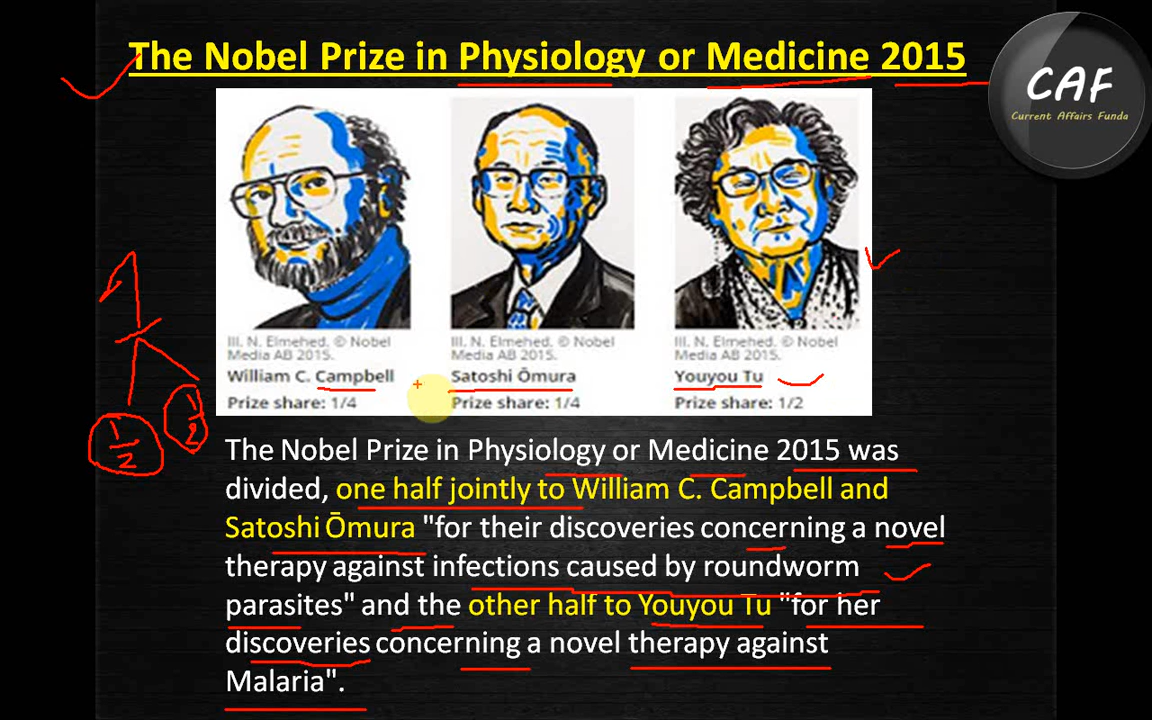 The Nobel Prize in Physiology or Medicine 2015
CAF
Current Affairs Funda
Ill. N. Elmehed. © Nobel
Media AB 2015.
William C. Campbell
Prize share: 1/4
Ill. N. Elmehed. © Nobel
Media AB 2015.
Satoshi Ōmura
Prize share: 1/4
Ill. N. Elmehed. © Nobel
Media AB 2015.
Youyou Tu
Prize share: 1/2
1/2
1/2
The Nobel Prize in Physiology or Medicine 2015 was
divided, one half jointly to William C. Campbell and
Satoshi Ōmura "for their discoveries concerning a novel
therapy against infections caused by roundworm
parasites" and the other half to Youyou Tu "for her
discoveries concerning a novel therapy against
Malaria".